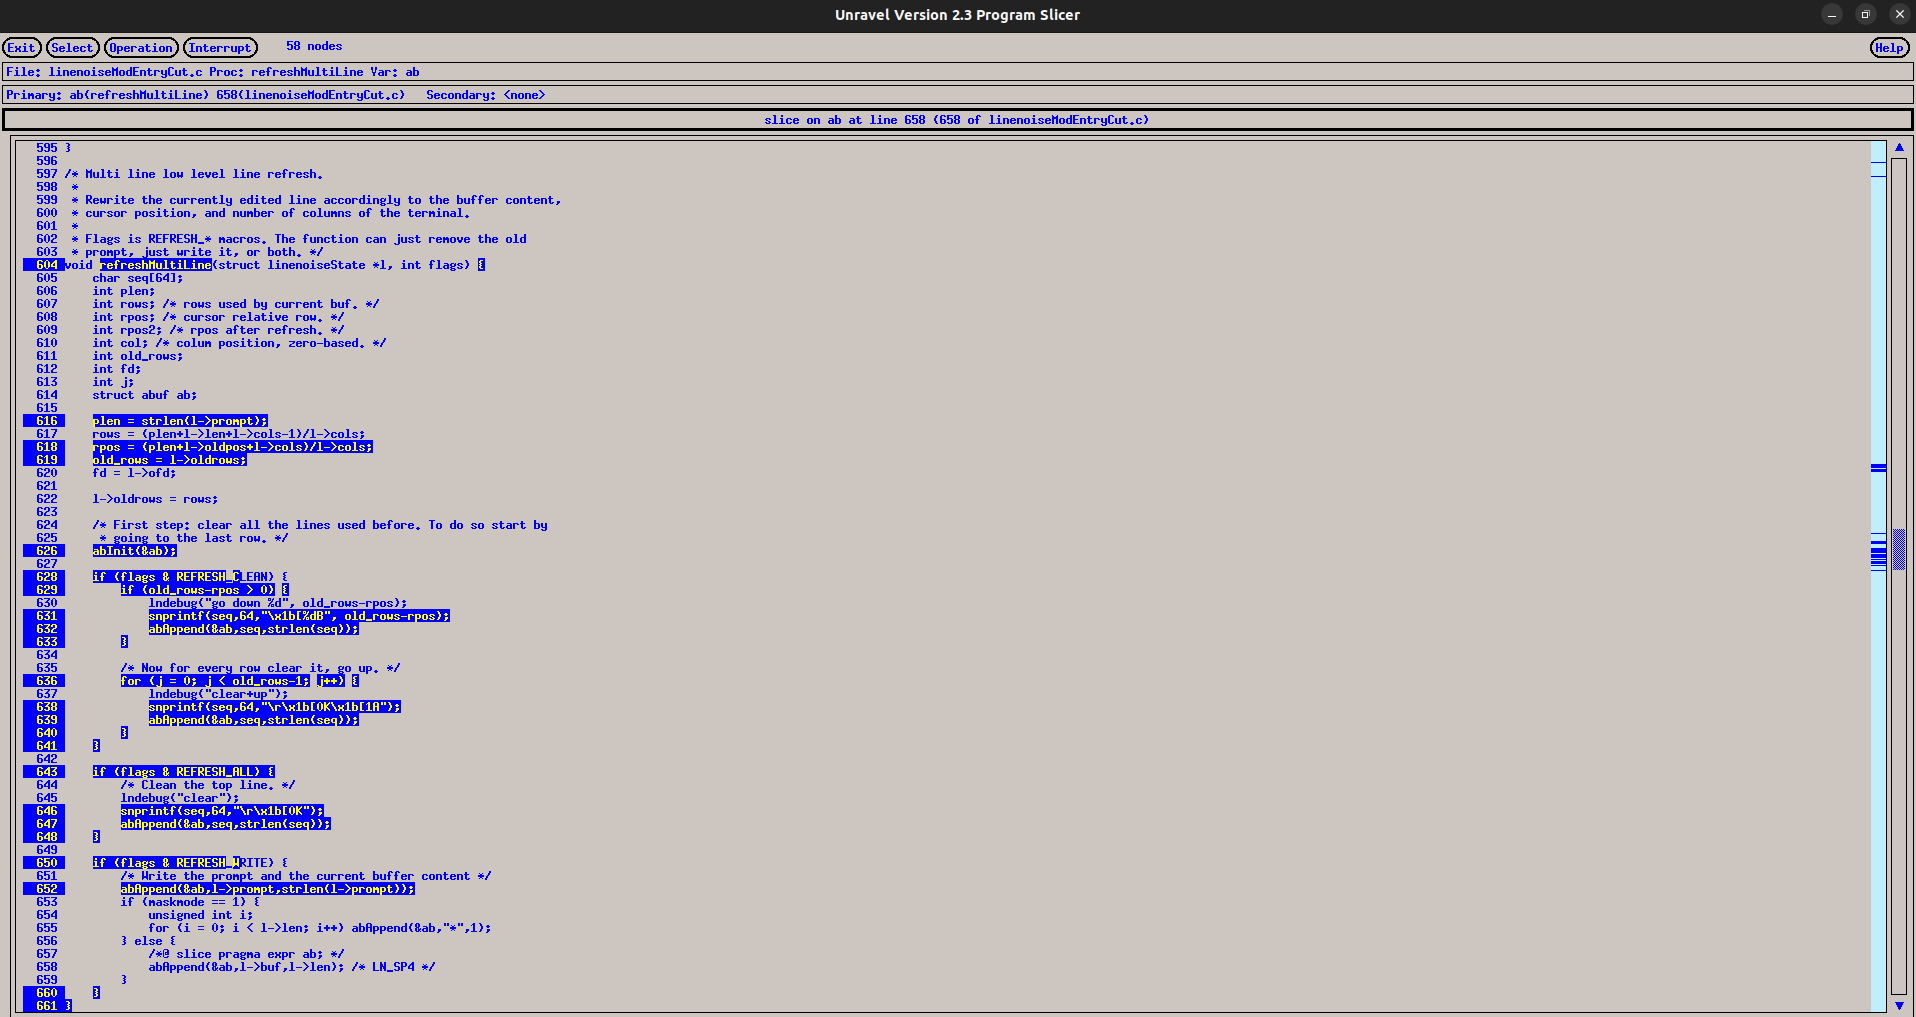 Unravel Version 2.3 Program Slicer
Exit Select Operation Interrupt 58 nodes Help
File: linenoiseModEntryCut.c Proc: refreshMultiLine Var: ab
Primary: ab(refreshMultiLine) 658(linenoiseModEntryCut.c) Secondary: <none>
slice on ab at line 658 (658 of linenoiseModEntryCut.c)
595 }
596
597 /* Multi line low level line refresh.
598  *
599  * Rewrite the currently edited line accordingly to the buffer content,
600  * cursor position, and number of columns of the terminal.
601  *
602  * Flags is REFRESH_* macros. The function can just remove the old
603  * prompt, just write it, or both. */
604 void refreshMultiLine(struct linenoiseState *l, int flags) {
605     char seq[64];
606     int plen;
607     int rows; /* rows used by current buf. */
608     int rpos; /* cursor relative row. */
609     int rpos2; /* rpos after refresh. */
610     int col; /* colum position, zero-based. */
611     int old_rows;
612     int fd;
613     int j;
614     struct abuf ab;
615
616     plen = strlen(l->prompt);
617     rows = (plen+l->len+l->cols-1)/l->cols;
618     rpos = (plen+l->oldpos+l->cols)/l->cols;
619     old_rows = l->oldrows;
620     fd = l->ofd;
621
622     l->oldrows = rows;
623
624     /* First step: clear all the lines used before. To do so start by
625      * going to the last row. */
626     abInit(&ab);
627
628     if (flags & REFRESH_CLEAN) {
629         if (old_rows-rpos > 0) {
630             lndebug("go down %d", old_rows-rpos);
631             snprintf(seq,64,"\x1b[%dB", old_rows-rpos);
632             abAppend(&ab,seq,strlen(seq));
633         }
634
635         /* Now for every row clear it, go up. */
636         for (j = 0; j < old_rows-1; j++) {
637             lndebug("clear+up");
638             snprintf(seq,64,"\r\x1b[0K\x1b[1A");
639             abAppend(&ab,seq,strlen(seq));
640         }
641     }
642
643     if (flags & REFRESH_ALL) {
644         /* Clean the top line. */
645         lndebug("clear");
646         snprintf(seq,64,"\r\x1b[0K");
647         abAppend(&ab,seq,strlen(seq));
648     }
649
650     if (flags & REFRESH_WRITE) {
651         /* Write the prompt and the current buffer content */
652         abAppend(&ab,l->prompt,strlen(l->prompt));
653         if (maskmode == 1) {
654             unsigned int i;
655             for (i = 0; i < l->len; i++) abAppend(&ab,"*",1);
656         } else {
657             /*@ slice pragma expr ab; */
658             abAppend(&ab,l->buf,l->len); /* LN_SP4 */
659         }
660     }
661 }